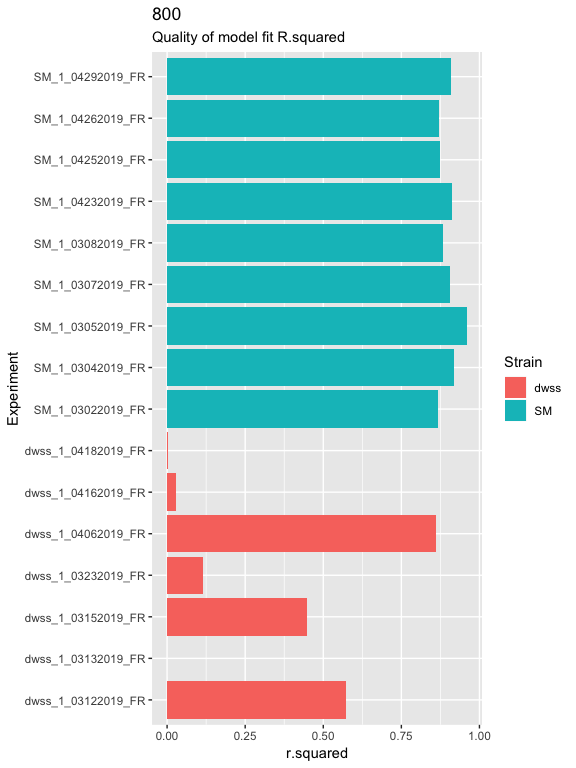 800
Quality of model fit R.squared
SM_1_04292019_FR
SM_1_04262019_FR
SM_1_04252019_FR
SM_1_04232019_FR
SM_1_03082019_FR
SM_1_03072019_FR
SM_1_03052019_FR
SM_1_03042019_FR
SM_1_03022019_FR
dwss_1_04182019_FR
dwss_1_04162019_FR
dwss_1_04062019_FR
dwss_1_03232019_FR
dwss_1_03152019_FR
dwss_1_03132019_FR
dwss_1_03122019_FR
Experiment
0.00 0.25 0.50 0.75 1.00
r.squared
Strain
dwss
SM